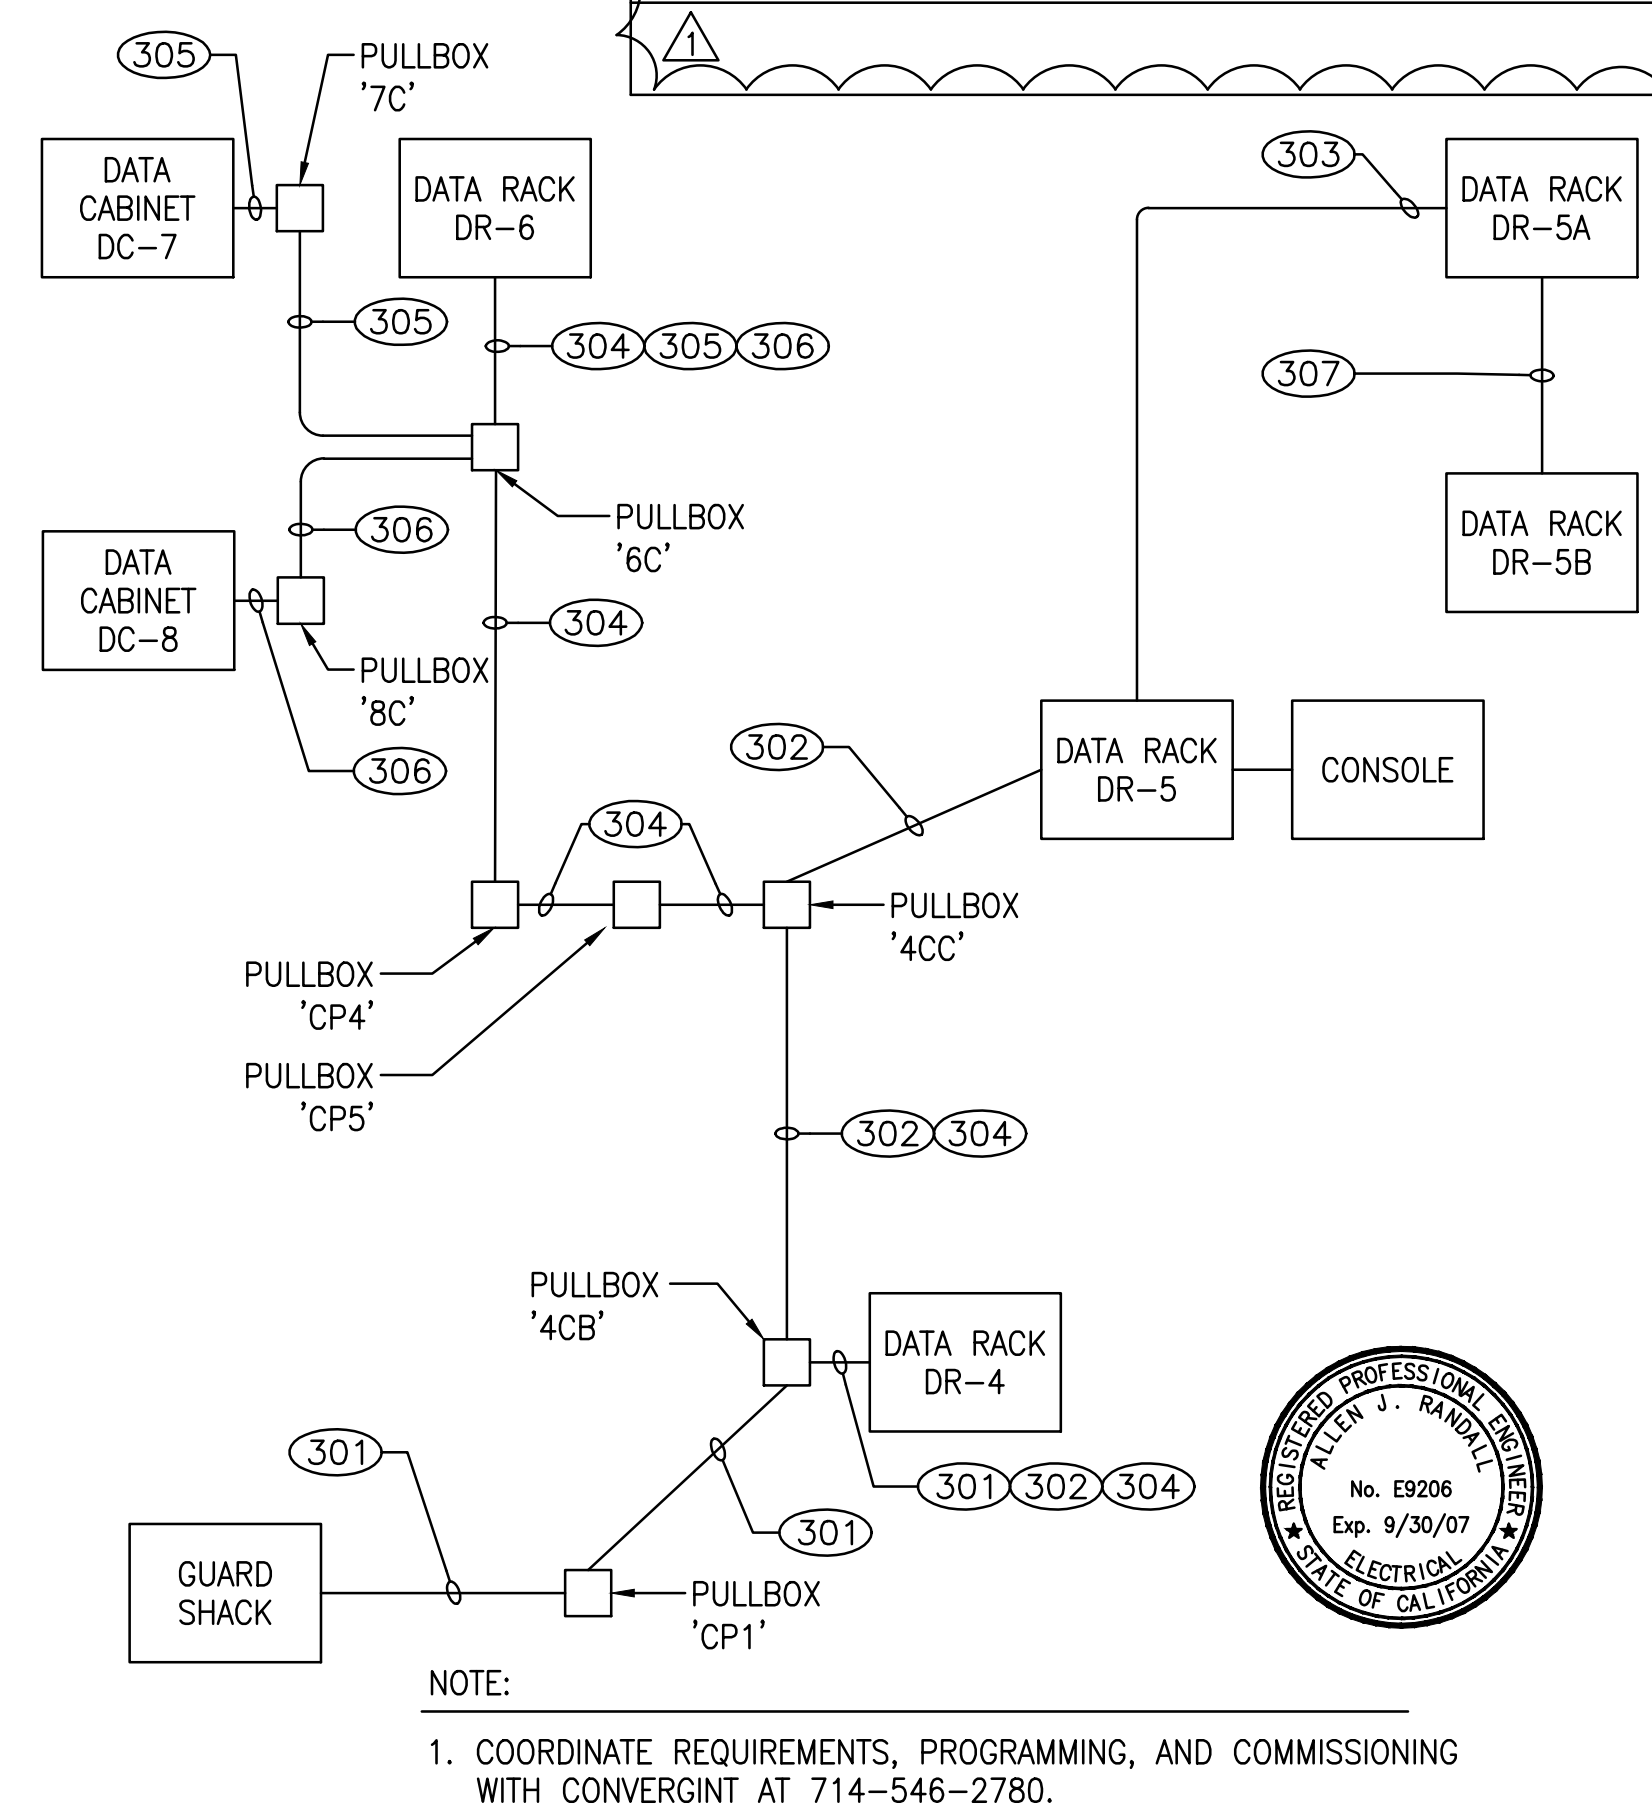 1
305
PULLBOX
'7C'
DATA
CABINET
DC-7
DATA RACK
DR-6
303
DATA RACK
DR-5A
305
304 305 306
307
306
PULLBOX
'6C'
DATA RACK
DR-5B
DATA
CABINET
DC-8
304
PULLBOX
'8C'
306
302
DATA RACK
DR-5
CONSOLE
304
PULLBOX
'4CC'
PULLBOX
'CP4'
PULLBOX
'CP5'
302 304
PULLBOX
'4CB'
DATA RACK
DR-4
301
301 302 304
301
GUARD
SHACK
PULLBOX
'CP1'
REGISTERED PROFESSIONAL ENGINEER
ALLEN J. RANDALL
No. E9206
Exp. 9/30/07
ELECTRICAL
STATE OF CALIFORNIA
NOTE:
1. COORDINATE REQUIREMENTS, PROGRAMMING, AND COMMISSIONING
WITH CONVERGINT AT 714-546-2780.